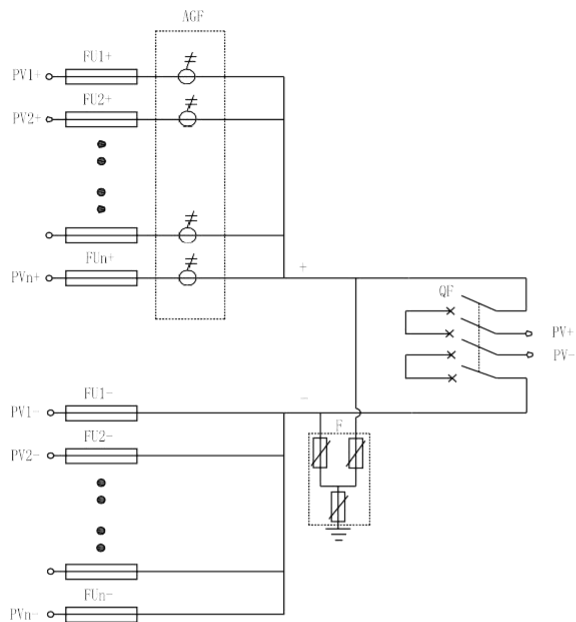 AGF
FU1+
PV1+
FU2+
PV2+
FUn+
PVn+
+
QF
PV+
PV-
FU1-
PV1-
-
F
FU2-
PV2-
FUn-
PVn-